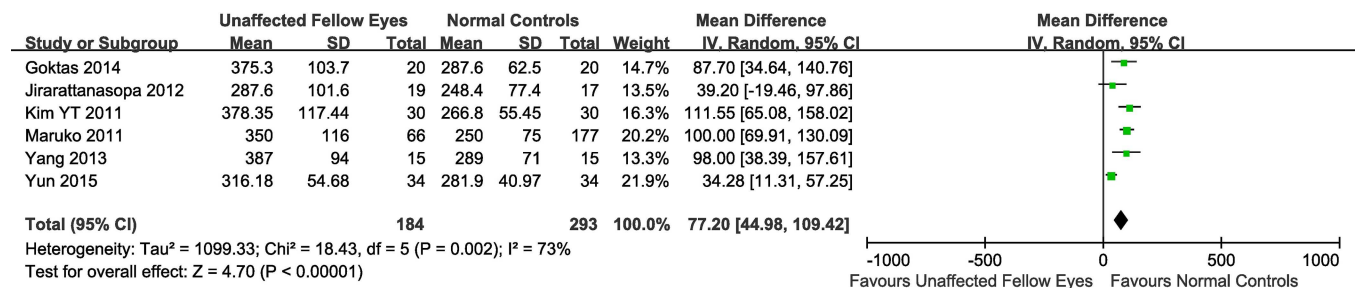 Unaffected Fellow Eyes Normal Controls Mean Difference Mean Difference
Study or Subgroup Mean SD Total Mean SD Total Weight IV. Random. 95% CI IV. Random. 95% CI
Goktas 2014 375.3 103.7 20 287.6 62.5 20 14.7% 87.70 [34.64, 140.76]
Jirarattanasopa 2012 287.6 101.6 19 248.4 77.4 17 13.5% 39.20 [-19.46, 97.86]
Kim YT 2011 378.35 117.44 30 266.8 55.45 30 16.3% 111.55 [65.08, 158.02]
Maruko 2011 350 116 66 250 75 177 20.2% 100.00 [69.91, 130.09]
Yang 2013 387 94 15 289 71 15 13.3% 98.00 [38.39, 157.61]
Yun 2015 316.18 54.68 34 281.9 40.97 34 21.9% 34.28 [11.31, 57.25]
Total (95% CI) 184 293 100.0% 77.20 [44.98, 109.42]
Heterogeneity: Tau² = 1099.33; Chi² = 18.43, df = 5 (P = 0.002); I² = 73%
Test for overall effect: Z = 4.70 (P < 0.00001)
-1000 -500 0 500 1000
Favours Unaffected Fellow Eyes Favours Normal Controls